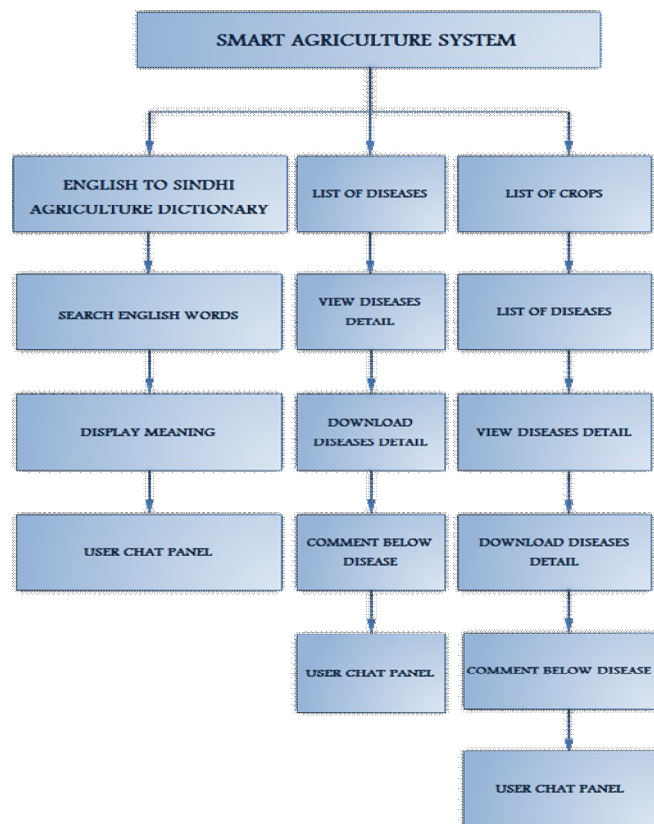 SMART AGRICULTURE SYSTEM
ENGLISH TO SINDHI
AGRICULTURE DICTIONARY
SEARCH ENGLISH WORDS
DISPLAY MEANING
USER CHAT PANEL
LIST OF DISEASES
VIEW DISEASES
DETAIL
DOWNLOAD
DISEASES DETAIL
COMMENT BELOW
DISEASE
USER CHAT PANEL
LIST OF CROPS
LIST OF DISEASES
VIEW DISEASES DETAIL
DOWNLOAD DISEASES
DETAIL
COMMENT BELOW DISEASE
USER CHAT PANEL